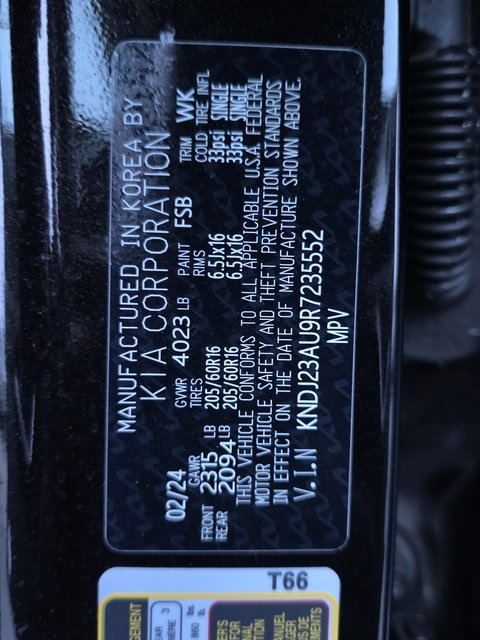 MANUFACTURED IN KOREA BY
KIA CORPORATION
02/24 GVWR 4023 LB PAINT FSB TRIM WK
GAWR TIRES RIMS COLD TIRE INFL
FRONT 2315 LB 205/60R16 6.5Jx16 33psi SINGLE
REAR 2094 LB 205/60R16 6.5Jx16 33psi SINGLE
THIS VEHICLE CONFORMS TO ALL APPLICABLE U.S.A. FEDERAL
MOTOR VEHICLE SAFETY AND THEFT PREVENTION STANDARDS
IN EFFECT ON THE DATE OF MANUFACTURE SHOWN ABOVE.
V.I.N KNDJ23AU9R7235552
MPV
T66